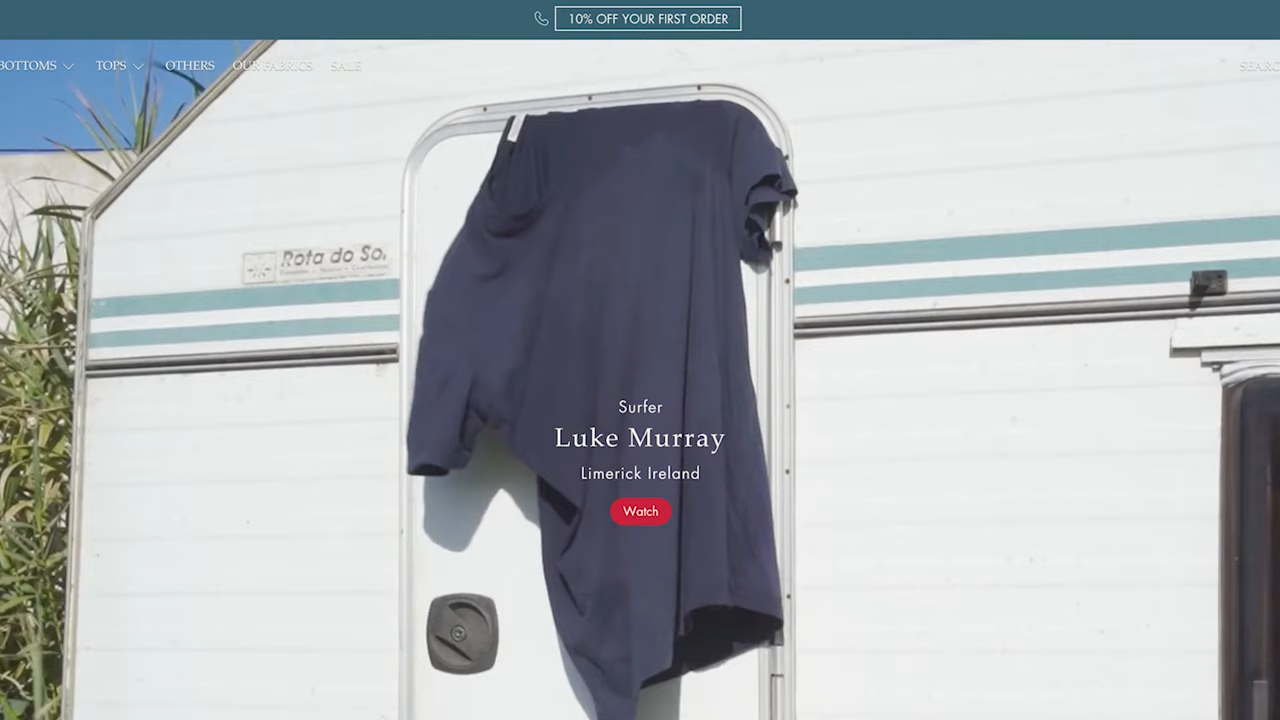 10% OFF YOUR FIRST ORDER
BOTTOMS TOPS OTHERS OUR FABRICS SALE
Rota do Sol
Surfer
Luke Murray
Limerick Ireland
Watch